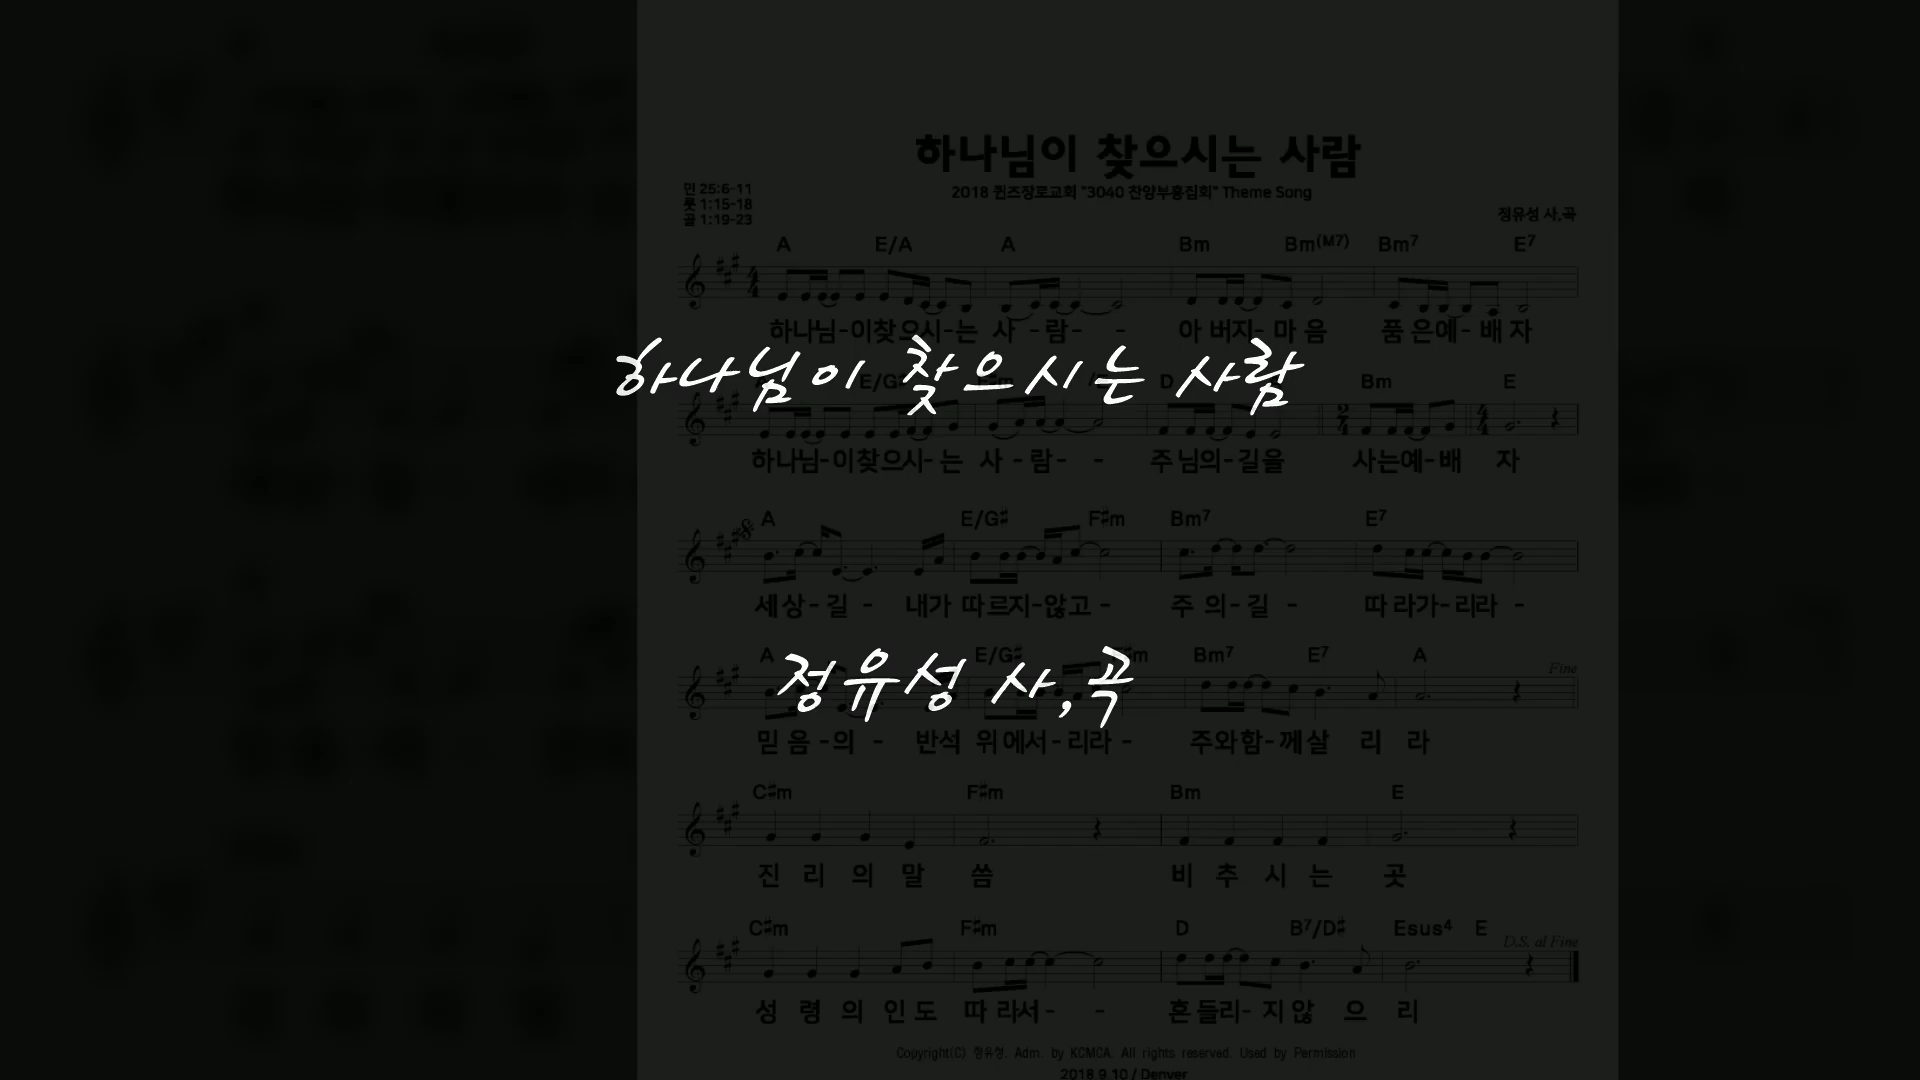 하나님이 찾으시는 사람
2018 퀸즈장로교회 "3040 찬양부흥집회" Theme Song
민 25:6-11
룻 1:15-18
골 1:19-23
정유성 사,곡
A E/A A Bm Bm(M7) Bm7 E7
하나님-이찾으시-는 사 -람- - 아 버지- 마 음 품 은예- 배 자
하나님이 찾으시는 사람
E/G♯ D Bm E
하나님-이찾으시- 는 사 -람- - 주 님의-길을 사는예-배 자
A E/G♯ F♯m Bm7 E7
세상-길 - 내가 따르지-않고 - 주 의-길 - 따 라가-리라 -
정유성 사,곡
A E/G♯ Bm7 E7 A
Fine
믿 음 -의 - 반석 위에서-리라 - 주와함-께살 리 라
C♯m F♯m Bm E
진 리 의 말 씀 비 추 시 는 곳
C♯m F♯m D B7/D♯ Esus4 E
D.S. al Fine
성 령 의 인 도 따 라서- - 흔 들리- 지 않 으 리
Copyright(C) 정유성. Adm. by KCMCA. All rights reserved. Used by Permission
2018.9.10 / Denver